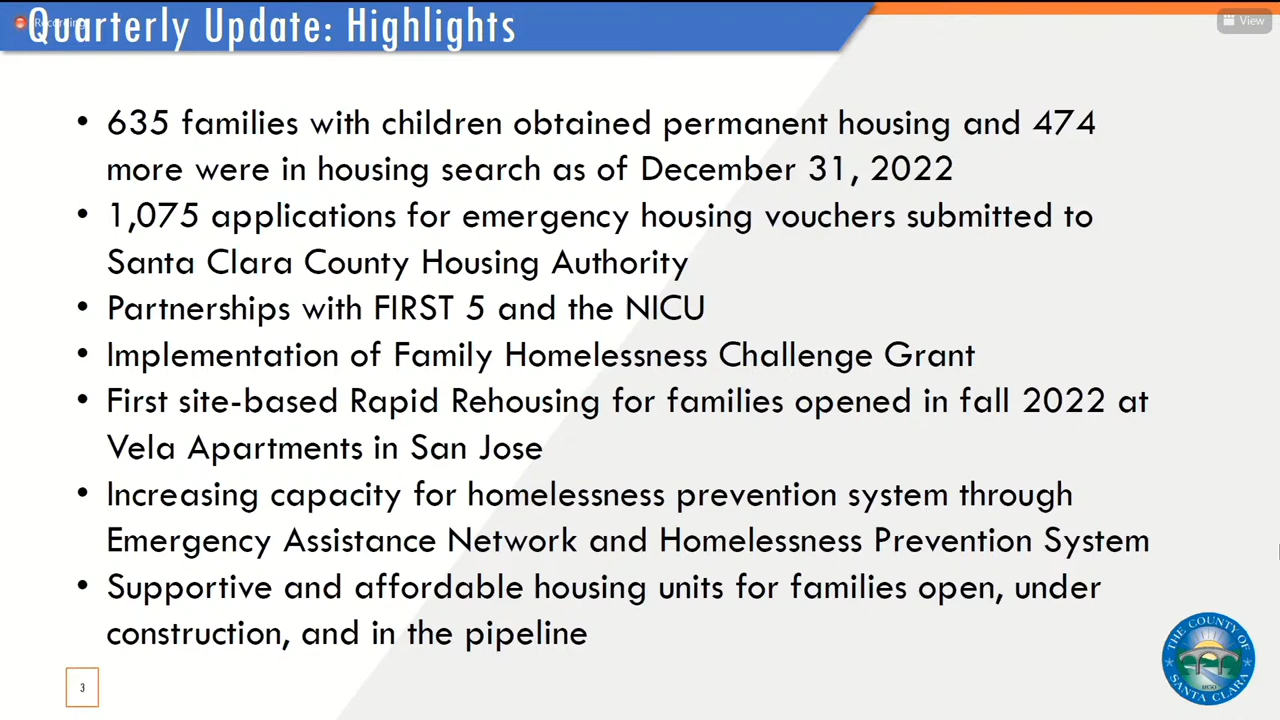 Quarterly Update: Highlights
Recording
View
• 635 families with children obtained permanent housing and 474
more were in housing search as of December 31, 2022
• 1,075 applications for emergency housing vouchers submitted to
Santa Clara County Housing Authority
• Partnerships with FIRST 5 and the NICU
• Implementation of Family Homelessness Challenge Grant
• First site-based Rapid Rehousing for families opened in fall 2022 at
Vela Apartments in San Jose
• Increasing capacity for homelessness prevention system through
Emergency Assistance Network and Homelessness Prevention System
• Supportive and affordable housing units for families open, under
construction, and in the pipeline
3
THE COUNTY OF
SANTA CLARA
1850